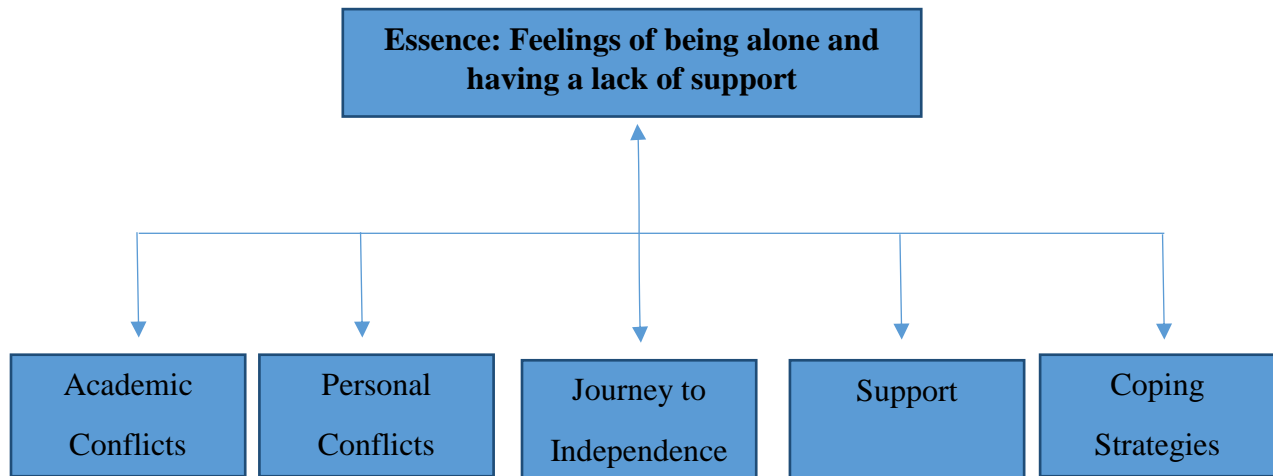 Essence: Feelings of being alone and
having a lack of support
Academic
Conflicts
Personal
Conflicts
Journey to
Independence
Support
Coping
Strategies